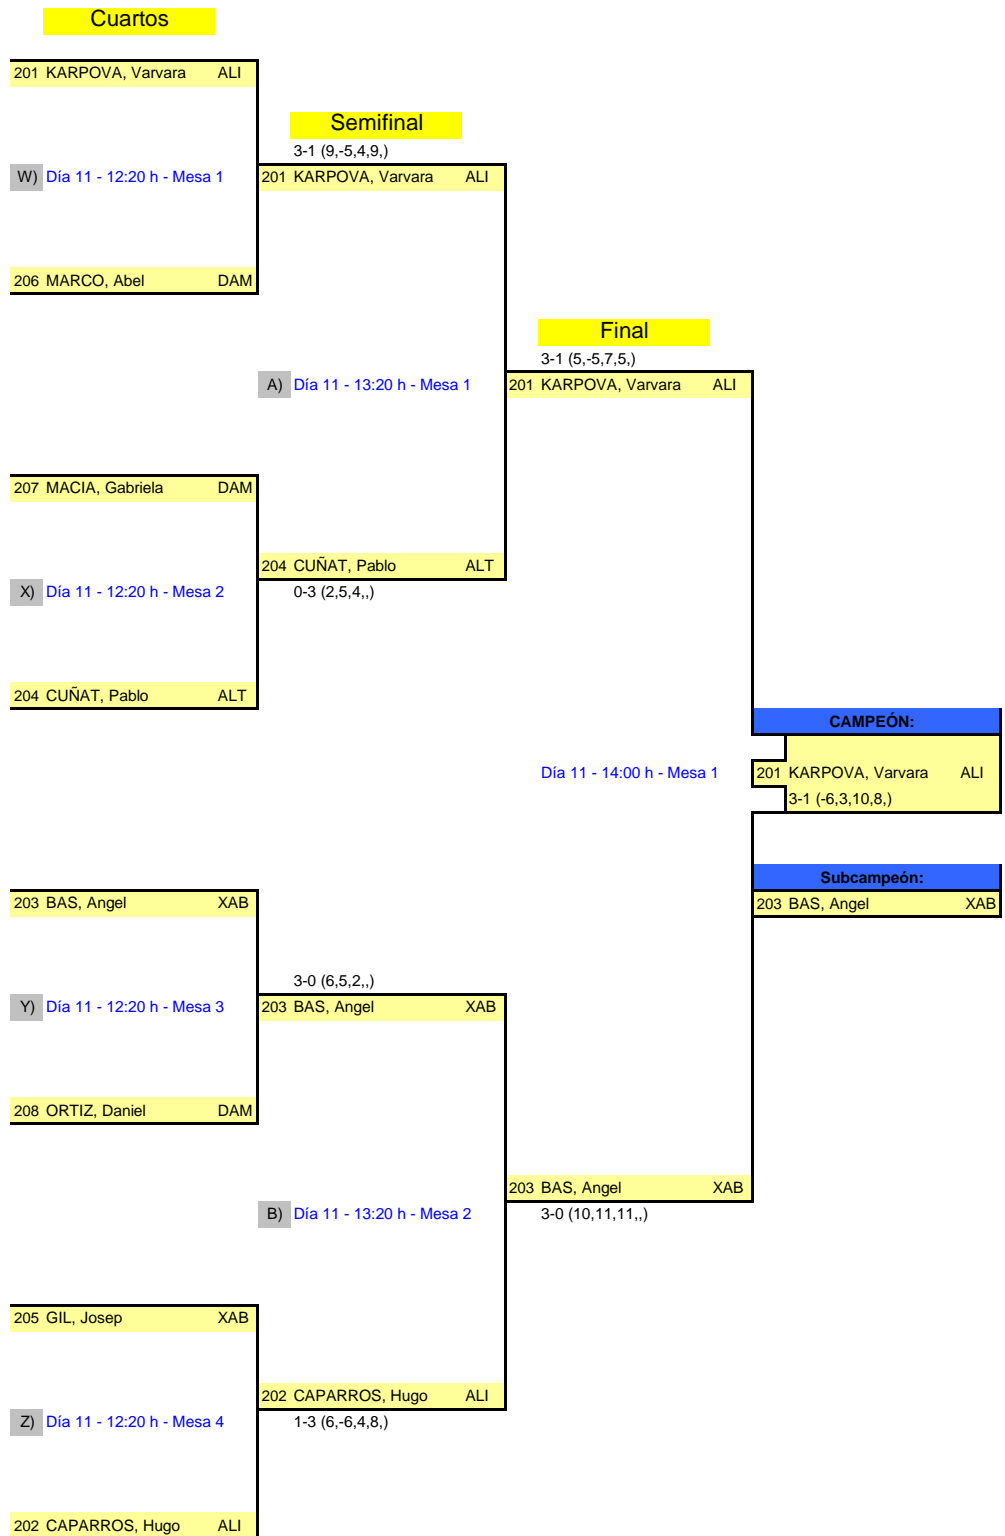 Cuartos
201 KARPOVA, Varvara ALI
Semifinal
3-1 (9,-5,4,9,)
W) Día 11 - 12:20 h - Mesa 1
201 KARPOVA, Varvara ALI
206 MARCO, Abel DAM
Final
3-1 (5,-5,7,5,)
A) Día 11 - 13:20 h - Mesa 1
201 KARPOVA, Varvara ALI
207 MACIA, Gabriela DAM
204 CUÑAT, Pablo ALT
X) Día 11 - 12:20 h - Mesa 2
0-3 (2,5,4,,)
204 CUÑAT, Pablo ALT
CAMPEÓN:
Día 11 - 14:00 h - Mesa 1
201 KARPOVA, Varvara ALI
3-1 (-6,3,10,8,)
Subcampeón:
203 BAS, Angel XAB
203 BAS, Angel XAB
3-0 (6,5,2,,)
Y) Día 11 - 12:20 h - Mesa 3
203 BAS, Angel XAB
208 ORTIZ, Daniel DAM
203 BAS, Angel XAB
B) Día 11 - 13:20 h - Mesa 2
3-0 (10,11,11,,)
205 GIL, Josep XAB
202 CAPARROS, Hugo ALI
Z) Día 11 - 12:20 h - Mesa 4
1-3 (6,-6,4,8,)
202 CAPARROS, Hugo ALI